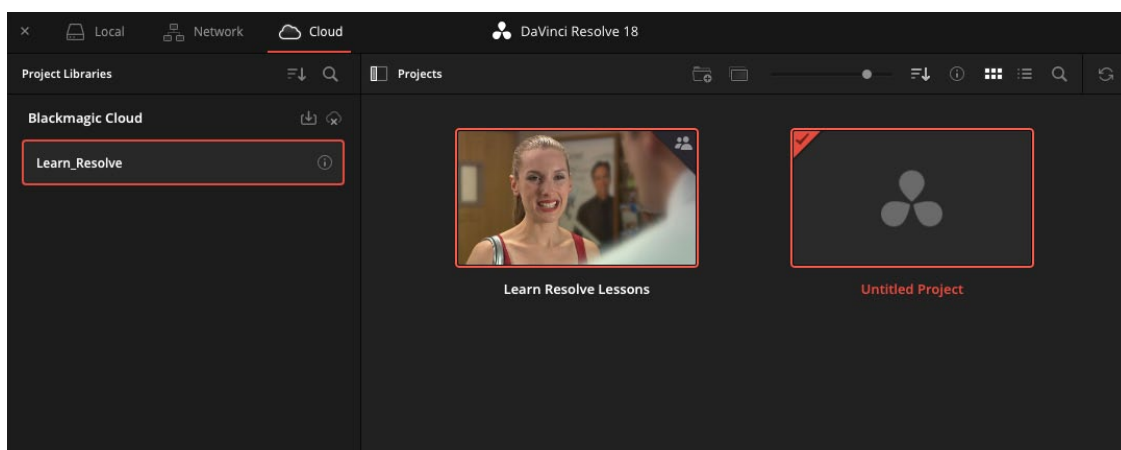 Local
Network
Cloud
DaVinci Resolve 18
Project Libraries
Projects
Blackmagic Cloud
Learn_Resolve
Learn Resolve Lessons
Untitled Project